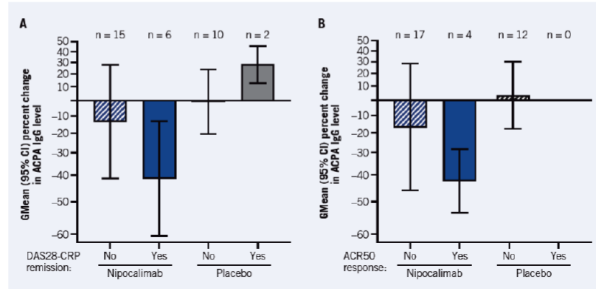 A
n = 15 n = 6 n = 10 n = 2
GMean (95% CI) percent change
in ACPA IgG level
50
40
30
20
10
-10
-20
-30
-40
-50
-60
DAS28-CRP
remission:
No Yes No Yes
Nipocalimab Placebo
B
n = 17 n = 4 n = 12 n = 0
GMean (95% CI) percent change
in ACPA IgG level
50
40
30
20
10
-10
-20
-30
-40
-50
-60
ACR50
response:
No Yes No Yes
Nipocalimab Placebo